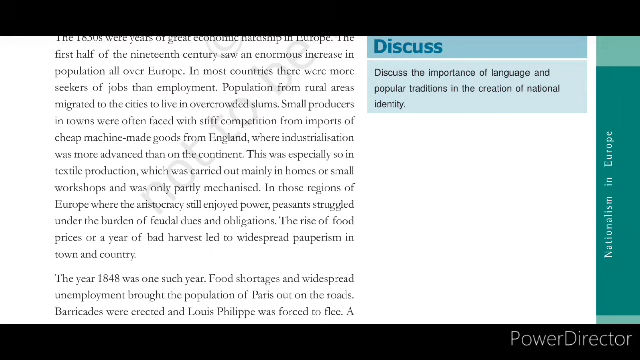 The 1830s were years of great economic hardship in Europe. The
first half of the nineteenth century saw an enormous increase in
population all over Europe. In most countries there were more
seekers of jobs than employment. Population from rural areas
migrated to the cities to live in overcrowded slums. Small producers
in towns were often faced with stiff competition from imports of
cheap machine-made goods from England, where industrialisation
was more advanced than on the continent. This was especially so in
textile production, which was carried out mainly in homes or small
workshops and was only partly mechanised. In those regions of
Europe where the aristocracy still enjoyed power, peasants struggled
under the burden of feudal dues and obligations. The rise of food
prices or a year of bad harvest led to widespread pauperism in
town and country.
The year 1848 was one such year. Food shortages and widespread
unemployment brought the population of Paris out on the roads.
Barricades were erected and Louis Philippe was forced to flee. A
Discuss
Discuss the importance of language and
popular traditions in the creation of national
identity.
Nationalism in Europe
not to be
©
PowerDirector